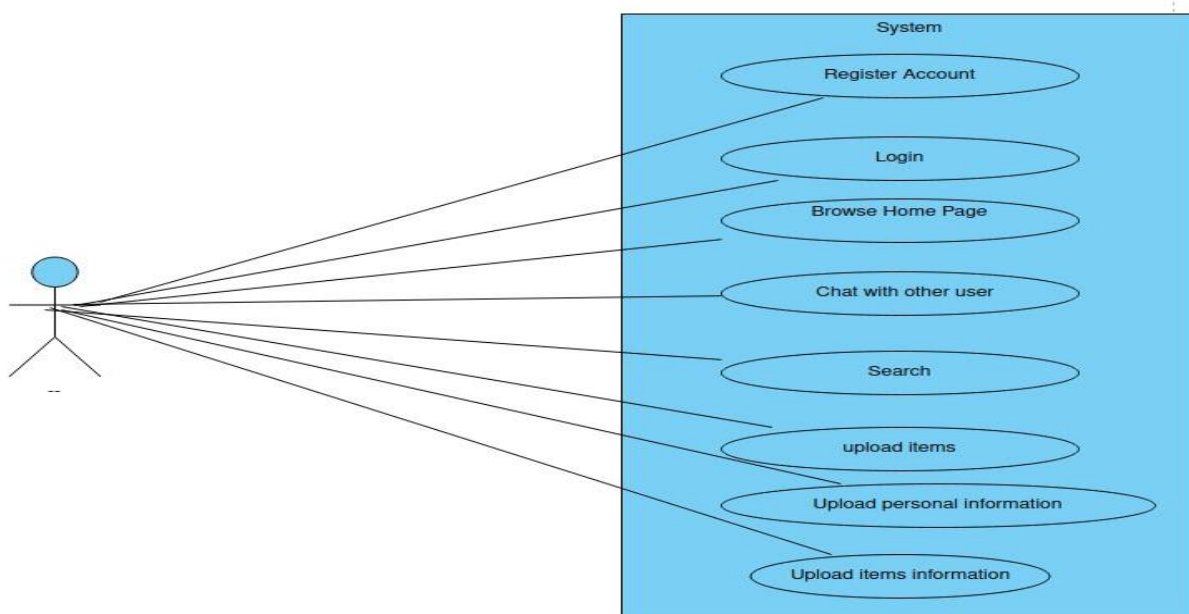 System
Register Account
Login
Browse Home Page
Chat with other user
Search
upload items
Upload personal information
Upload items information